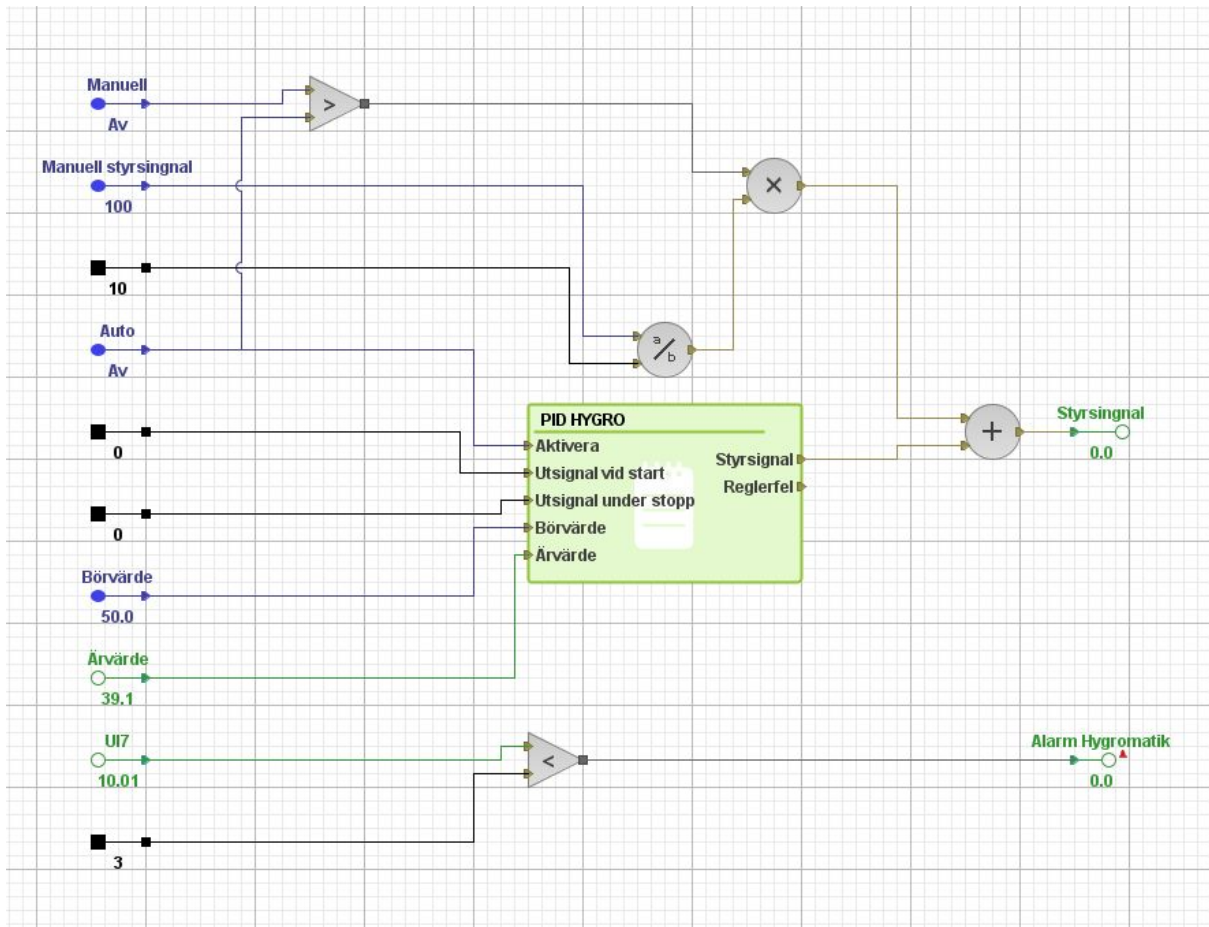 Manuell
>
Av
Manuell styrsingnal
100
×
10
Auto
Av
a/b
PID HYGRO
Aktivera
Utsignal vid start
Utsignal under stopp
Börvärde
Ärvärde
Styrsignal
Reglerfel
+
Styrsingnal
0.0
0
0
Börvärde
50.0
Ärvärde
39.1
UI7
10.01
<
Alarm Hygromatik
0.0
3